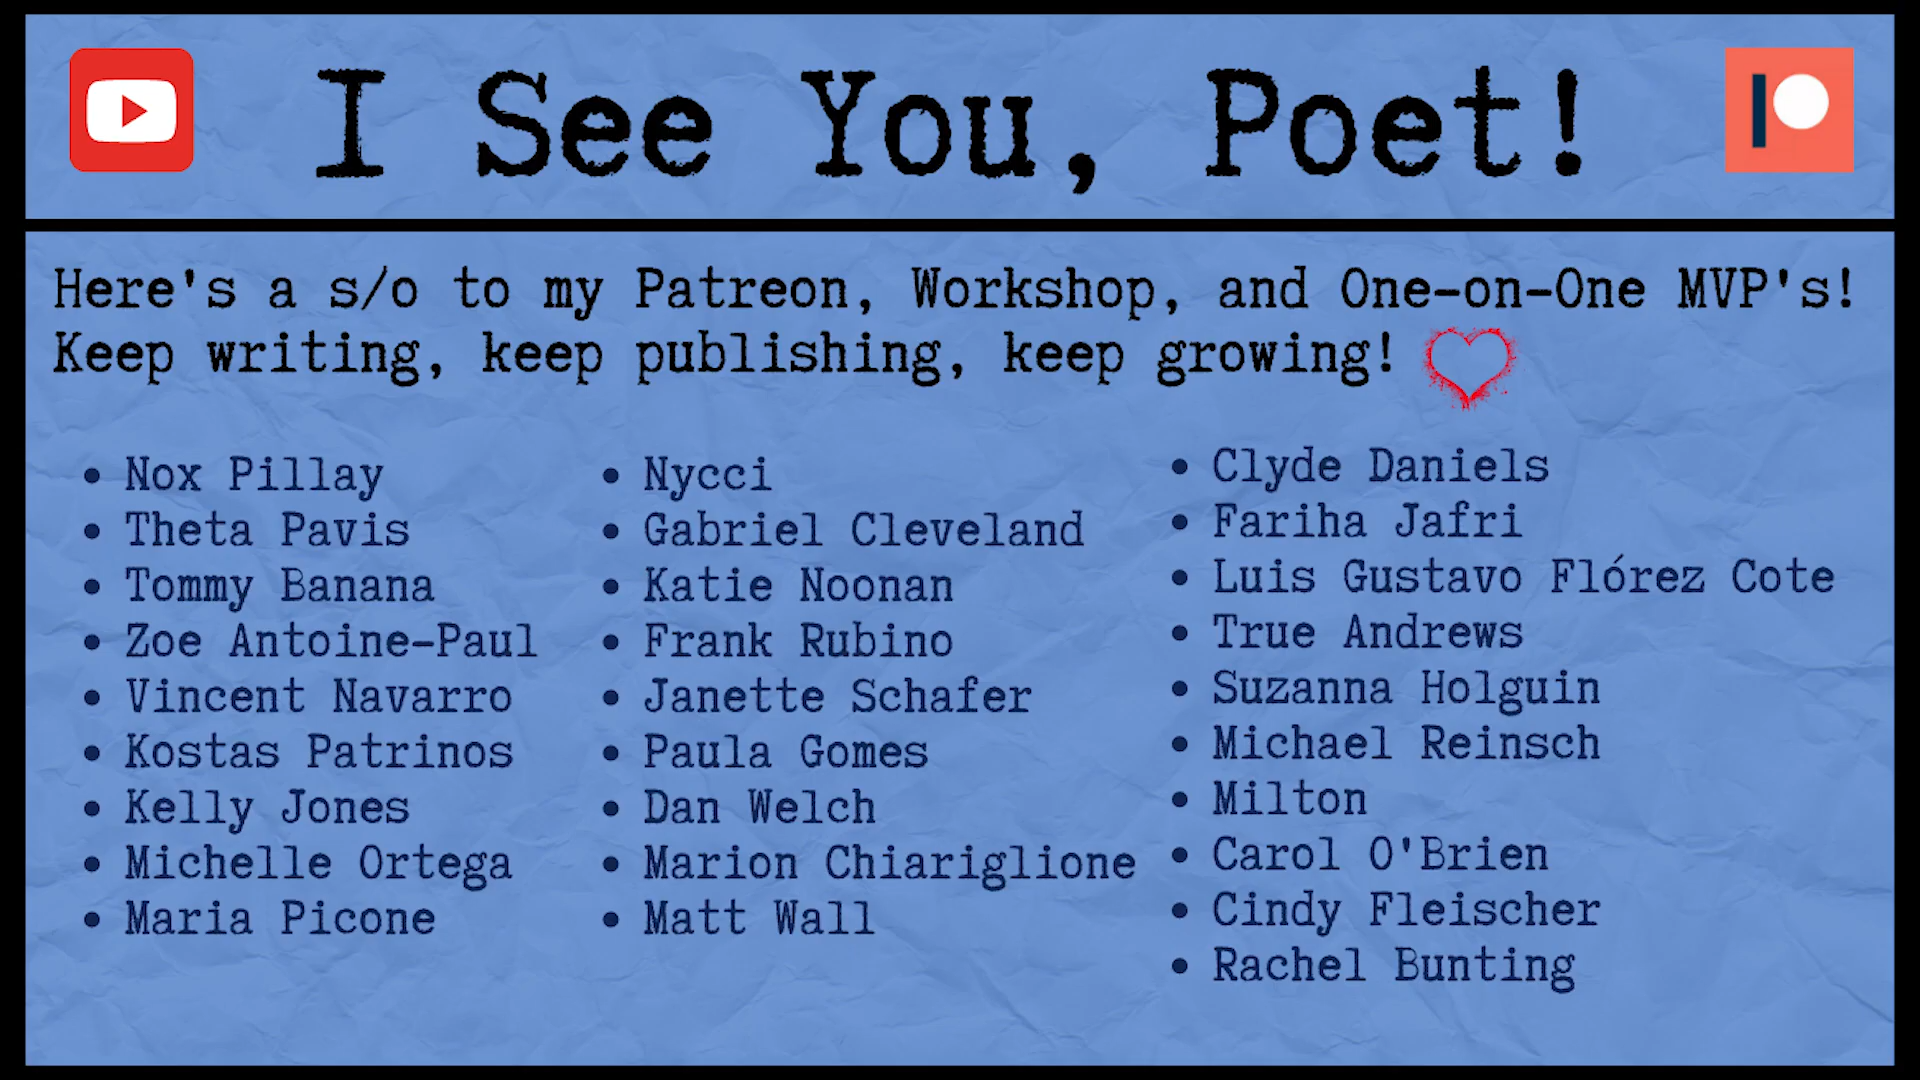 I See You, Poet!
Here's a s/o to my Patreon, Workshop, and One-on-One MVP's!
Keep writing, keep publishing, keep growing!
• Nox Pillay
• Theta Pavis
• Tommy Banana
• Zoe Antoine-Paul
• Vincent Navarro
• Kostas Patrinos
• Kelly Jones
• Michelle Ortega
• Maria Picone
• Nycci
• Gabriel Cleveland
• Katie Noonan
• Frank Rubino
• Janette Schafer
• Paula Gomes
• Dan Welch
• Marion Chiariglione
• Matt Wall
• Clyde Daniels
• Fariha Jafri
• Luis Gustavo Flórez Cote
• True Andrews
• Suzanna Holguin
• Michael Reinsch
• Milton
• Carol O'Brien
• Cindy Fleischer
• Rachel Bunting